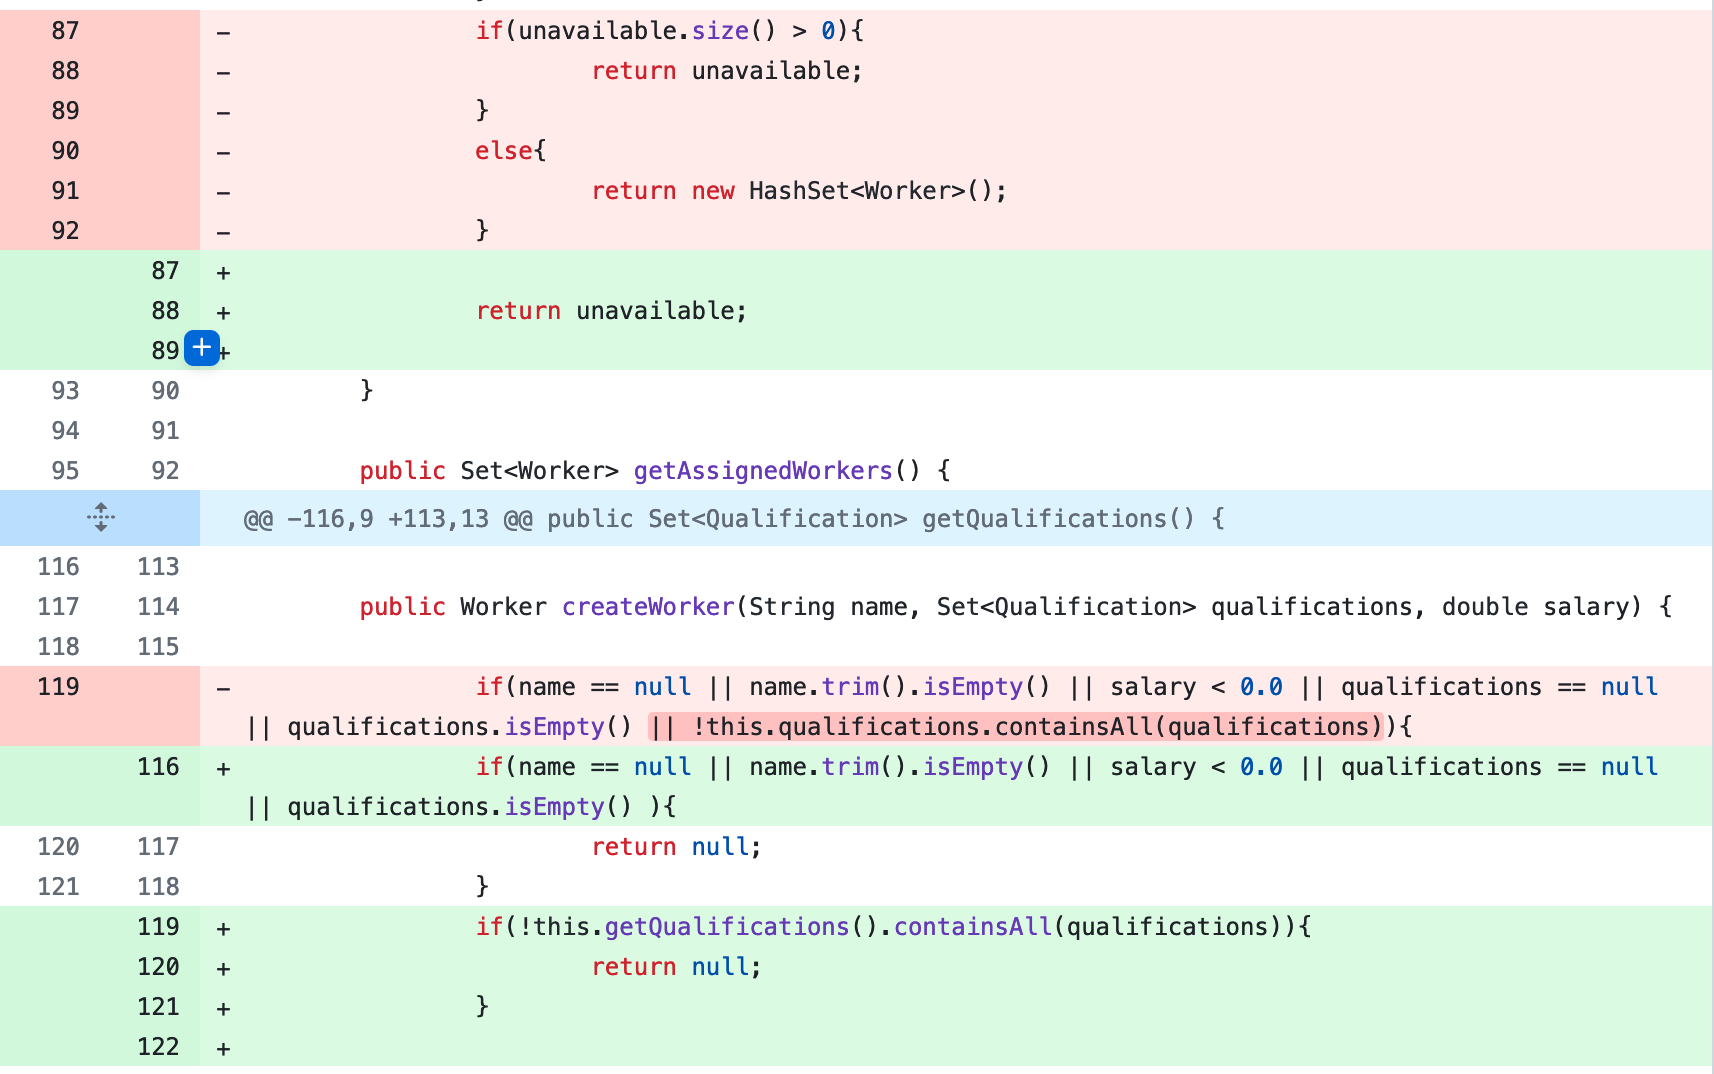 87 - if(unavailable.size() > 0){
88 - return unavailable;
89 - }
90 - else{
91 - return new HashSet<Worker>();
92 - }
87 +
88 + return unavailable;
89 + +
93 90 }
94 91
95 92 public Set<Worker> getAssignedWorkers() {
@@ -116,9 +113,13 @@ public Set<Qualification> getQualifications() {
116 113
117 114 public Worker createWorker(String name, Set<Qualification> qualifications, double salary) {
118 115
119 - if(name == null || name.trim().isEmpty() || salary < 0.0 || qualifications == null
|| qualifications.isEmpty() || !this.qualifications.containsAll(qualifications)){
116 + if(name == null || name.trim().isEmpty() || salary < 0.0 || qualifications == null
|| qualifications.isEmpty() ){
120 117 return null;
121 118 }
119 + if(!this.getQualifications().containsAll(qualifications)){
120 + return null;
121 + }
122 +